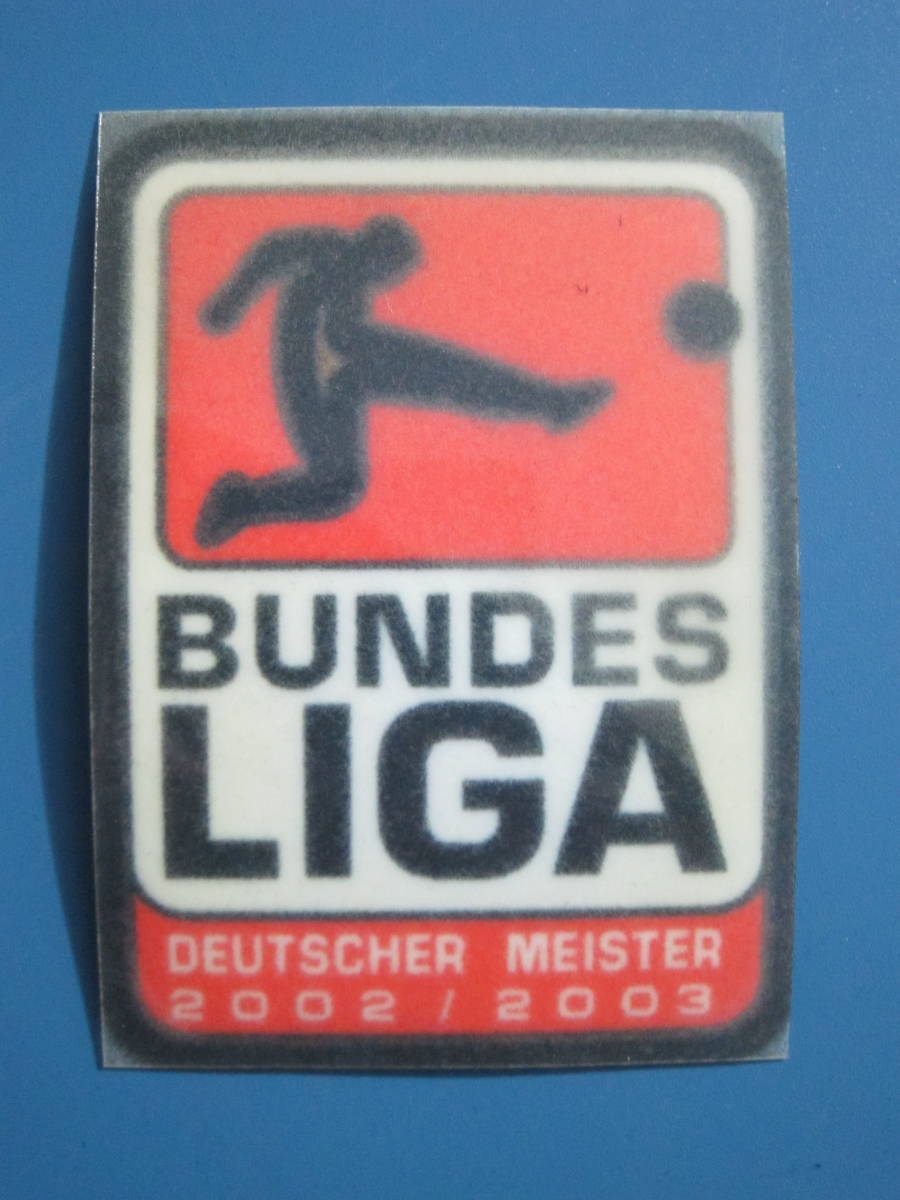 BUNDES
LIGA
DEUTSCHER MEISTER
2002/2003